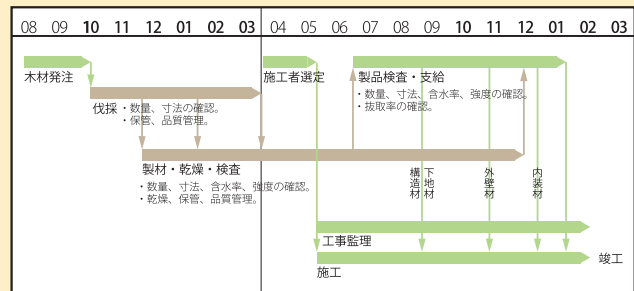 08 09 10 11 12 01 02 03 04 05 06 07 08 09 10 11 12 01 02 03
木材発注
施工者選定
製品検査・支給
・数量、寸法、含水率、強度の確認。
・抜取率の確認。
伐採
・数量、寸法の確認。
・保管、品質管理。
製材・乾燥・検査
・数量、寸法、含水率、強度の確認。
・乾燥、保管、品質管理。
構造材
下地材
外壁材
内装材
工事監理
施工
竣工